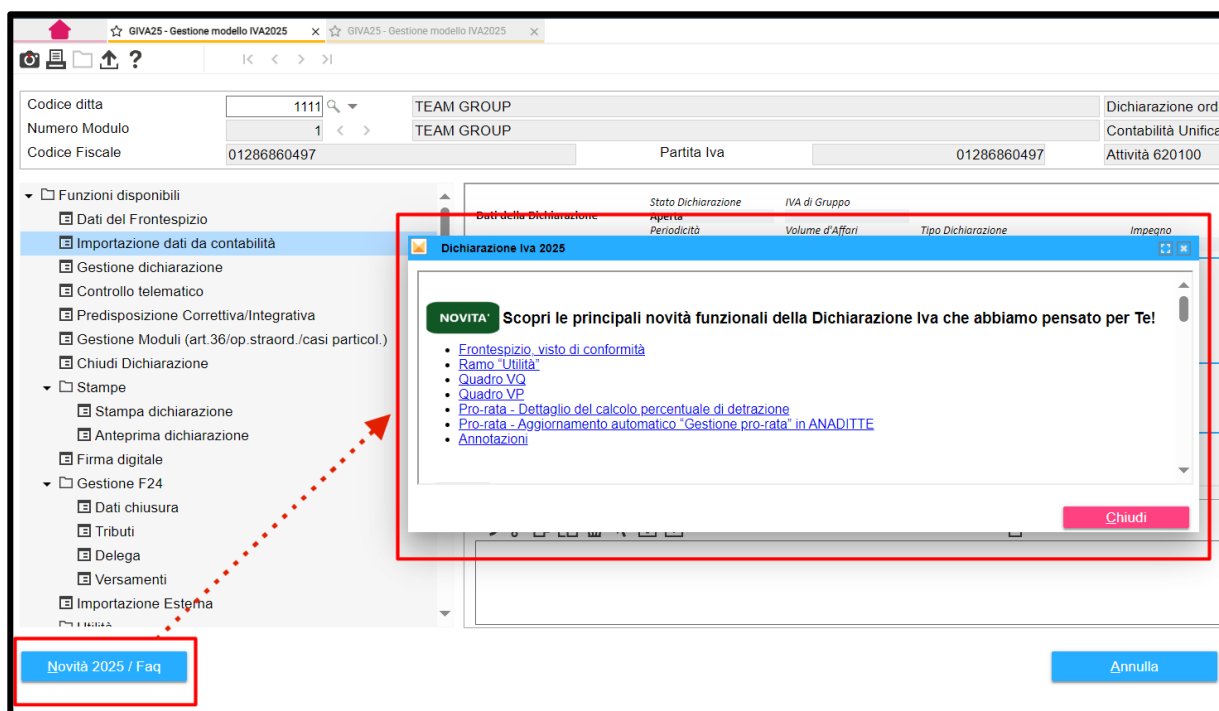 GIVA25 - Gestione modello IVA2025
GIVA25 - Gestione modello IVA2025
Codice ditta 1111 TEAM GROUP Dichiarazione ord
Numero Modulo 1 TEAM GROUP Contabilità Unifica
Codice Fiscale 01286860497 Partita Iva 01286860497 Attività 620100
Funzioni disponibili
Dati del Frontespizio
Importazione dati da contabilità
Gestione dichiarazione
Controllo telematico
Predisposizione Correttiva/Integrativa
Gestione Moduli (art.36/op.straord./casi particol.)
Chiudi Dichiarazione
Stampe
Stampa dichiarazione
Anteprima dichiarazione
Firma digitale
Gestione F24
Dati chiusura
Tributi
Delega
Versamenti
Importazione Esterna
Utilità
Stato Dichiarazione IVA di Gruppo
Dati della Dichiarazione Aperta
Periodicità Volume d'Affari Tipo Dichiarazione Impegno
Dichiarazione Iva 2025
NOVITA' Scopri le principali novità funzionali della Dichiarazione Iva che abbiamo pensato per Te!
Frontespizio, visto di conformità
Ramo “Utilità”
Quadro VQ
Quadro VP
Pro-rata - Dettaglio del calcolo percentuale di detrazione
Pro-rata - Aggiornamento automatico “Gestione pro-rata” in ANADITTE
Annotazioni
Chiudi
Novità 2025 / Faq
Annulla